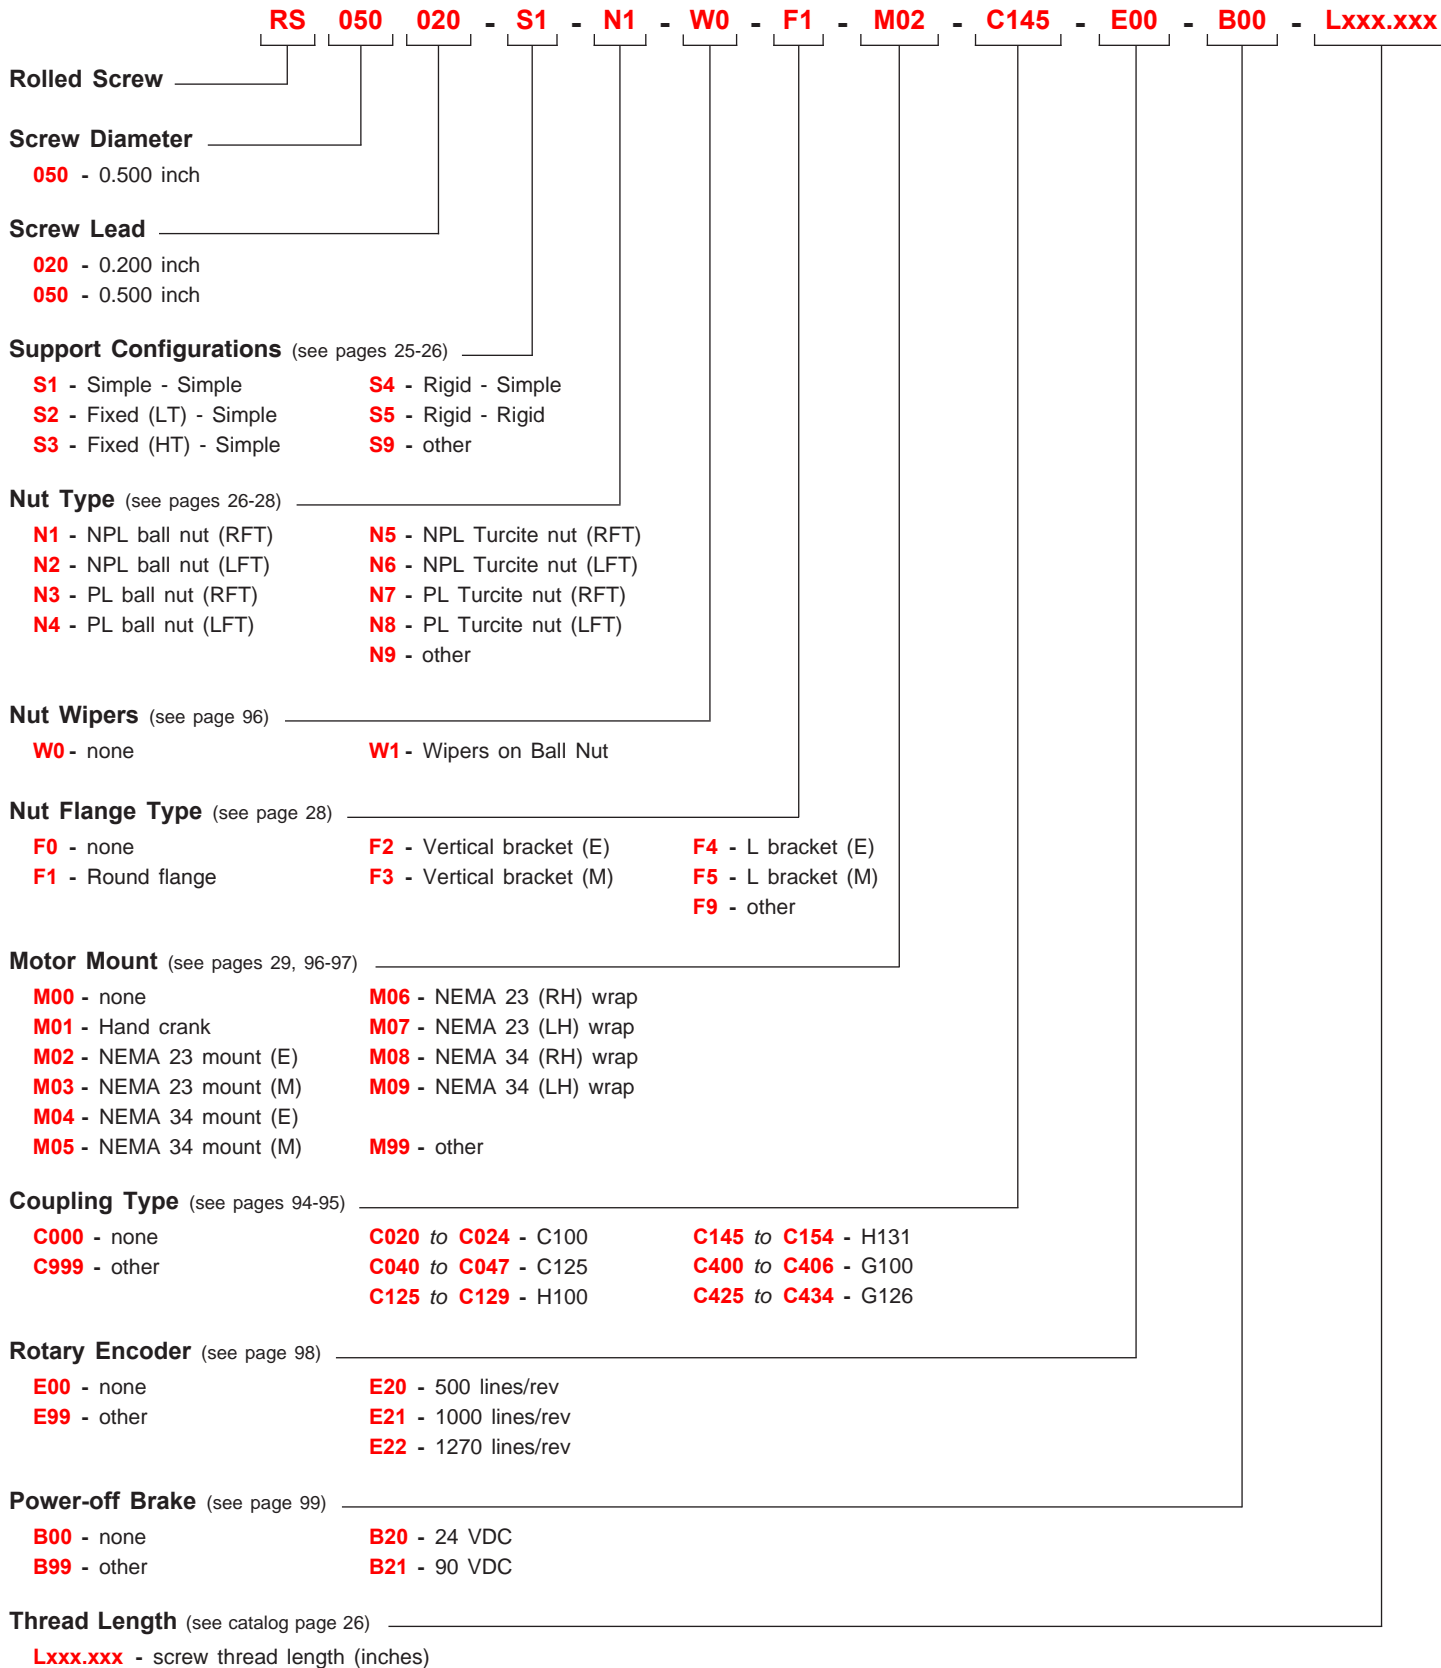 RS 050 020 - S1 - N1 - W0 - F1 - M02 - C145 - E00 - B00 - Lxxx.xxx
Rolled Screw
Screw Diameter
050 - 0.500 inch
Screw Lead
020 - 0.200 inch
050 - 0.500 inch
Support Configurations (see pages 25-26)
S1 - Simple - Simple S4 - Rigid - Simple
S2 - Fixed (LT) - Simple S5 - Rigid - Rigid
S3 - Fixed (HT) - Simple S9 - other
Nut Type (see pages 26-28)
N1 - NPL ball nut (RFT) N5 - NPL Turcite nut (RFT)
N2 - NPL ball nut (LFT) N6 - NPL Turcite nut (LFT)
N3 - PL ball nut (RFT) N7 - PL Turcite nut (RFT)
N4 - PL ball nut (LFT) N8 - PL Turcite nut (LFT)
N9 - other
Nut Wipers (see page 96)
W0 - none W1 - Wipers on Ball Nut
Nut Flange Type (see page 28)
F0 - none F2 - Vertical bracket (E) F4 - L bracket (E)
F1 - Round flange F3 - Vertical bracket (M) F5 - L bracket (M)
F9 - other
Motor Mount (see pages 29, 96-97)
M00 - none M06 - NEMA 23 (RH) wrap
M01 - Hand crank M07 - NEMA 23 (LH) wrap
M02 - NEMA 23 mount (E) M08 - NEMA 34 (RH) wrap
M03 - NEMA 23 mount (M) M09 - NEMA 34 (LH) wrap
M04 - NEMA 34 mount (E)
M05 - NEMA 34 mount (M) M99 - other
Coupling Type (see pages 94-95)
C000 - none C020 to C024 - C100 C145 to C154 - H131
C999 - other C040 to C047 - C125 C400 to C406 - G100
C125 to C129 - H100 C425 to C434 - G126
Rotary Encoder (see page 98)
E00 - none E20 - 500 lines/rev
E99 - other E21 - 1000 lines/rev
E22 - 1270 lines/rev
Power-off Brake (see page 99)
B00 - none B20 - 24 VDC
B99 - other B21 - 90 VDC
Thread Length (see catalog page 26)
Lxxx.xxx - screw thread length (inches)